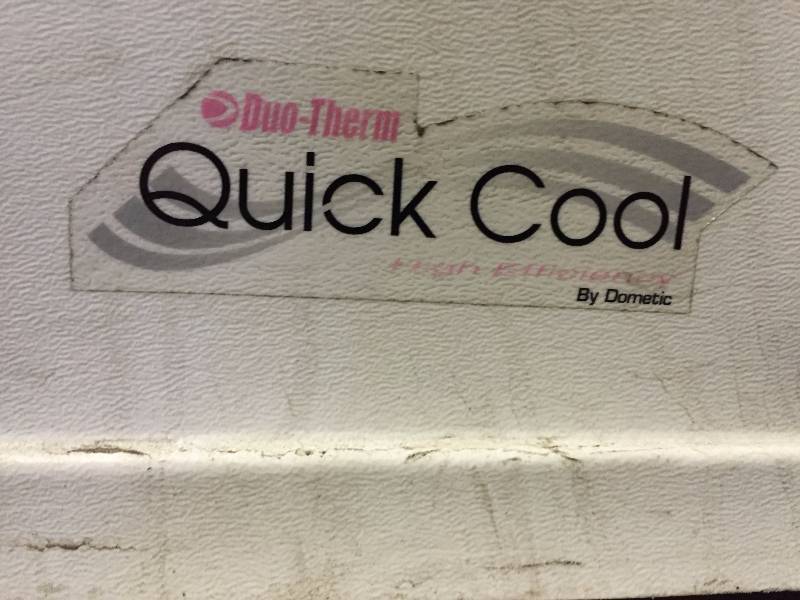 Duo-Therm
Quick Cool
High Efficiency
By Dometic